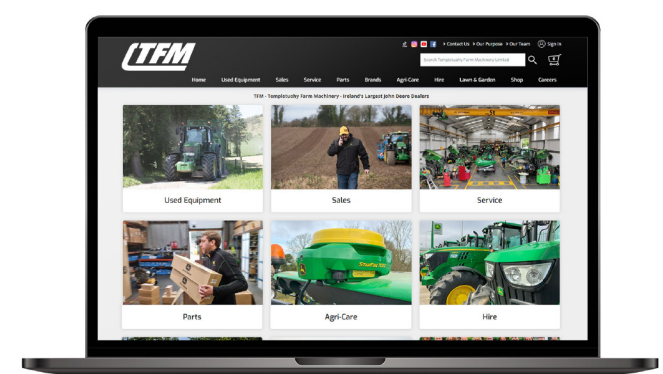 TFM
> Contact Us > Our Purpose > Our Team Sign In
Search Templetuohy Farm Machinery Limited
Home Used Equipment Sales Service Parts Brands Agri-Care Hire Lawn & Garden Shop Careers
TFM - Templetuohy Farm Machinery - Ireland's Largest John Deere Dealers
Used Equipment Sales Service
StarFire
Parts Agri-Care Hire